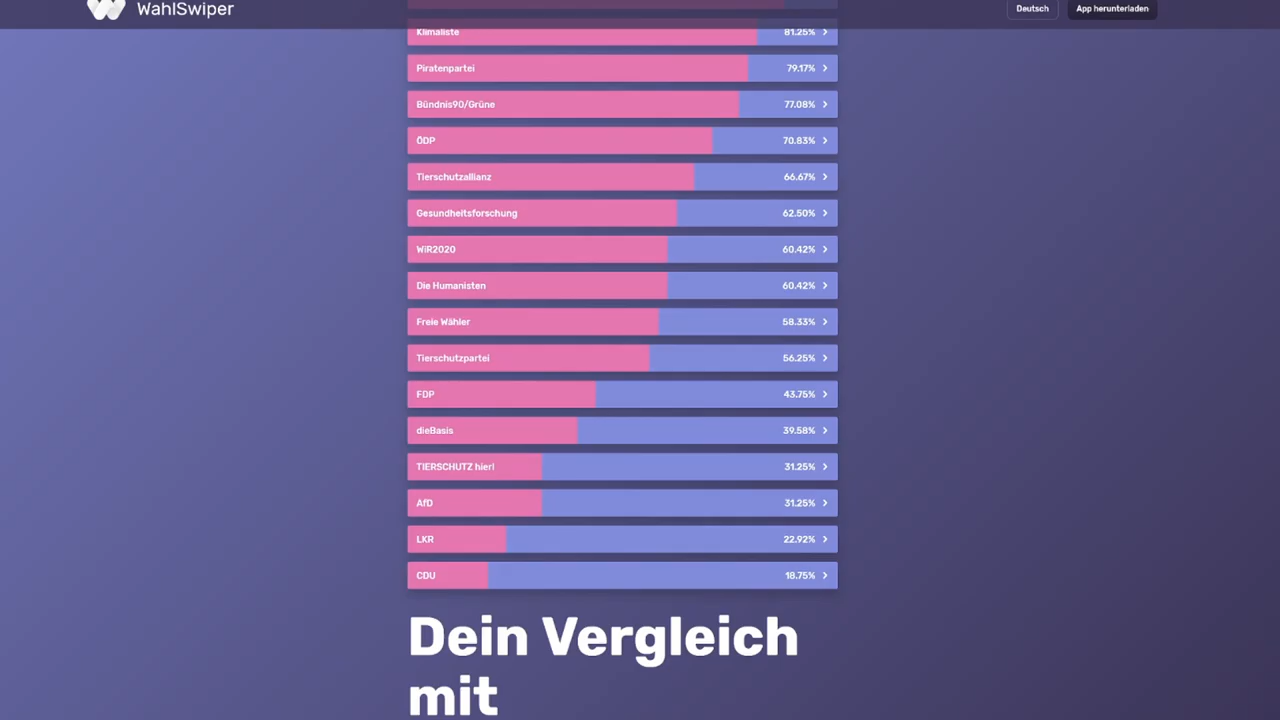 WahlSwiper
Deutsch
App herunterladen
Klimaliste 81.25%
Piratenpartei 79.17%
Bündnis90/Grüne 77.08%
ÖDP 70.83%
Tierschutzallianz 66.67%
Gesundheitsforschung 62.50%
WiR2020 60.42%
Die Humanisten 60.42%
Freie Wähler 58.33%
Tierschutzpartei 56.25%
FDP 43.75%
dieBasis 39.58%
TIERSCHUTZ hier! 31.25%
AfD 31.25%
LKR 22.92%
CDU 18.75%
Dein Vergleich
mit